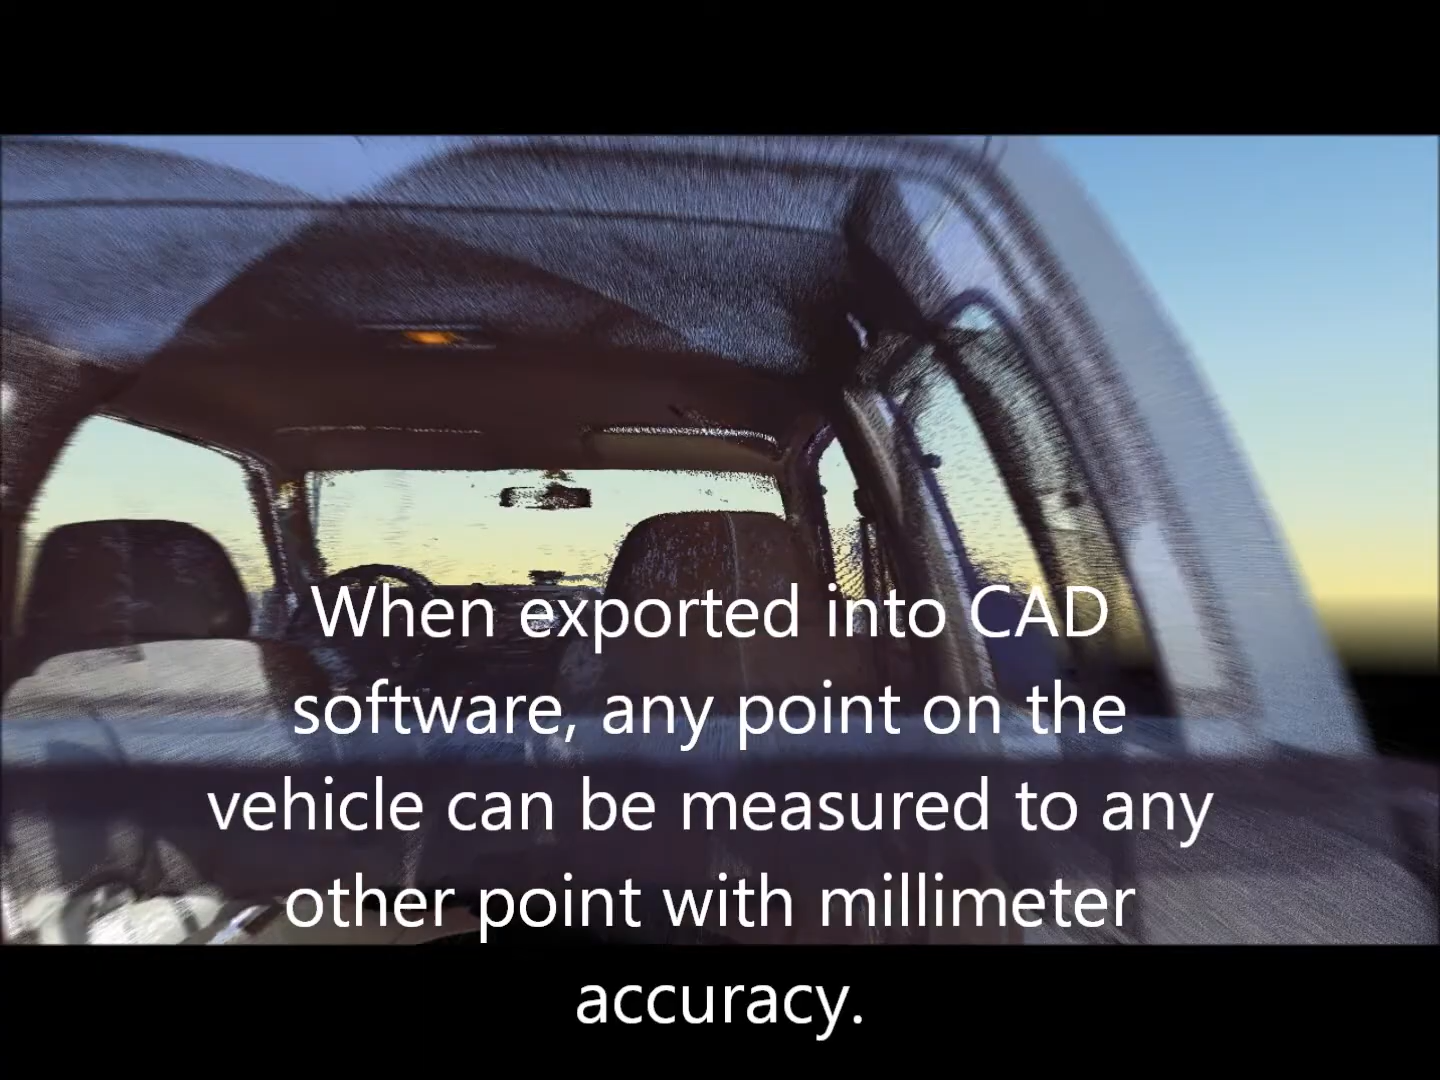 When exported into CAD
software, any point on the
vehicle can be measured to any
other point with millimeter
accuracy.